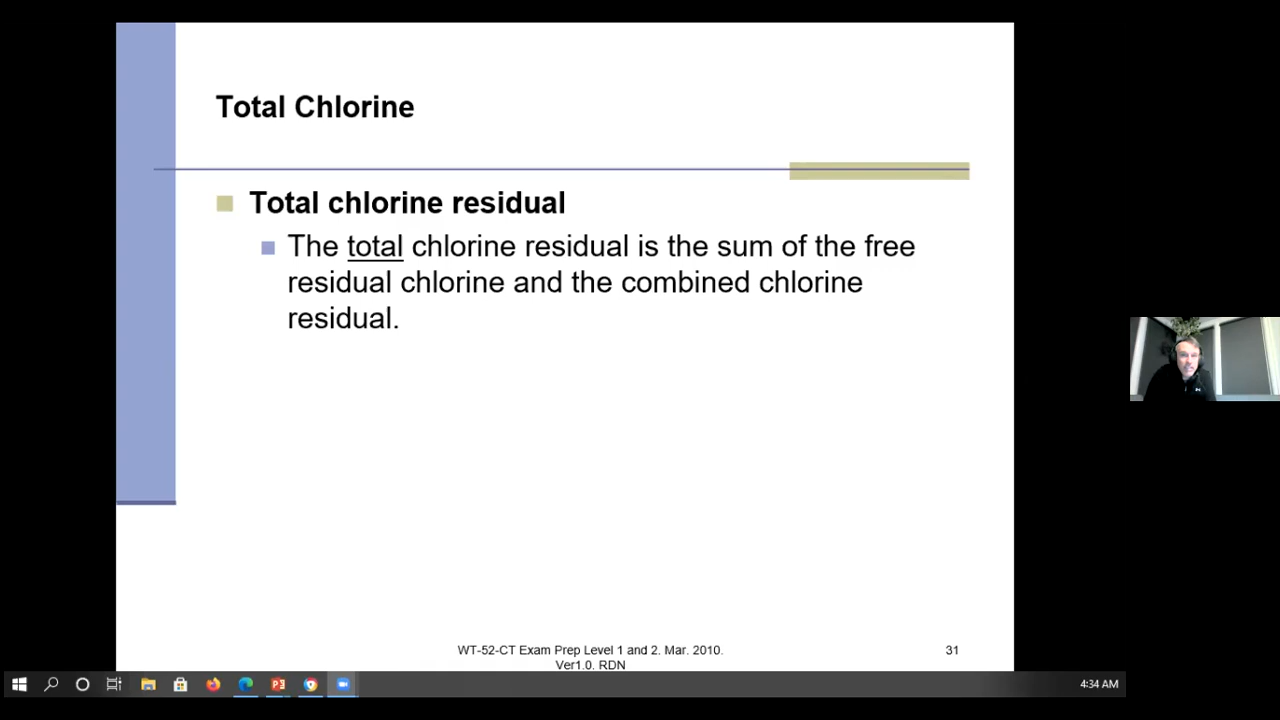 Total Chlorine
Total chlorine residual
The total chlorine residual is the sum of the free
residual chlorine and the combined chlorine
residual.
WT-52-CT Exam Prep Level 1 and 2. Mar. 2010.
Ver1.0. RDN
31
4:34 AM